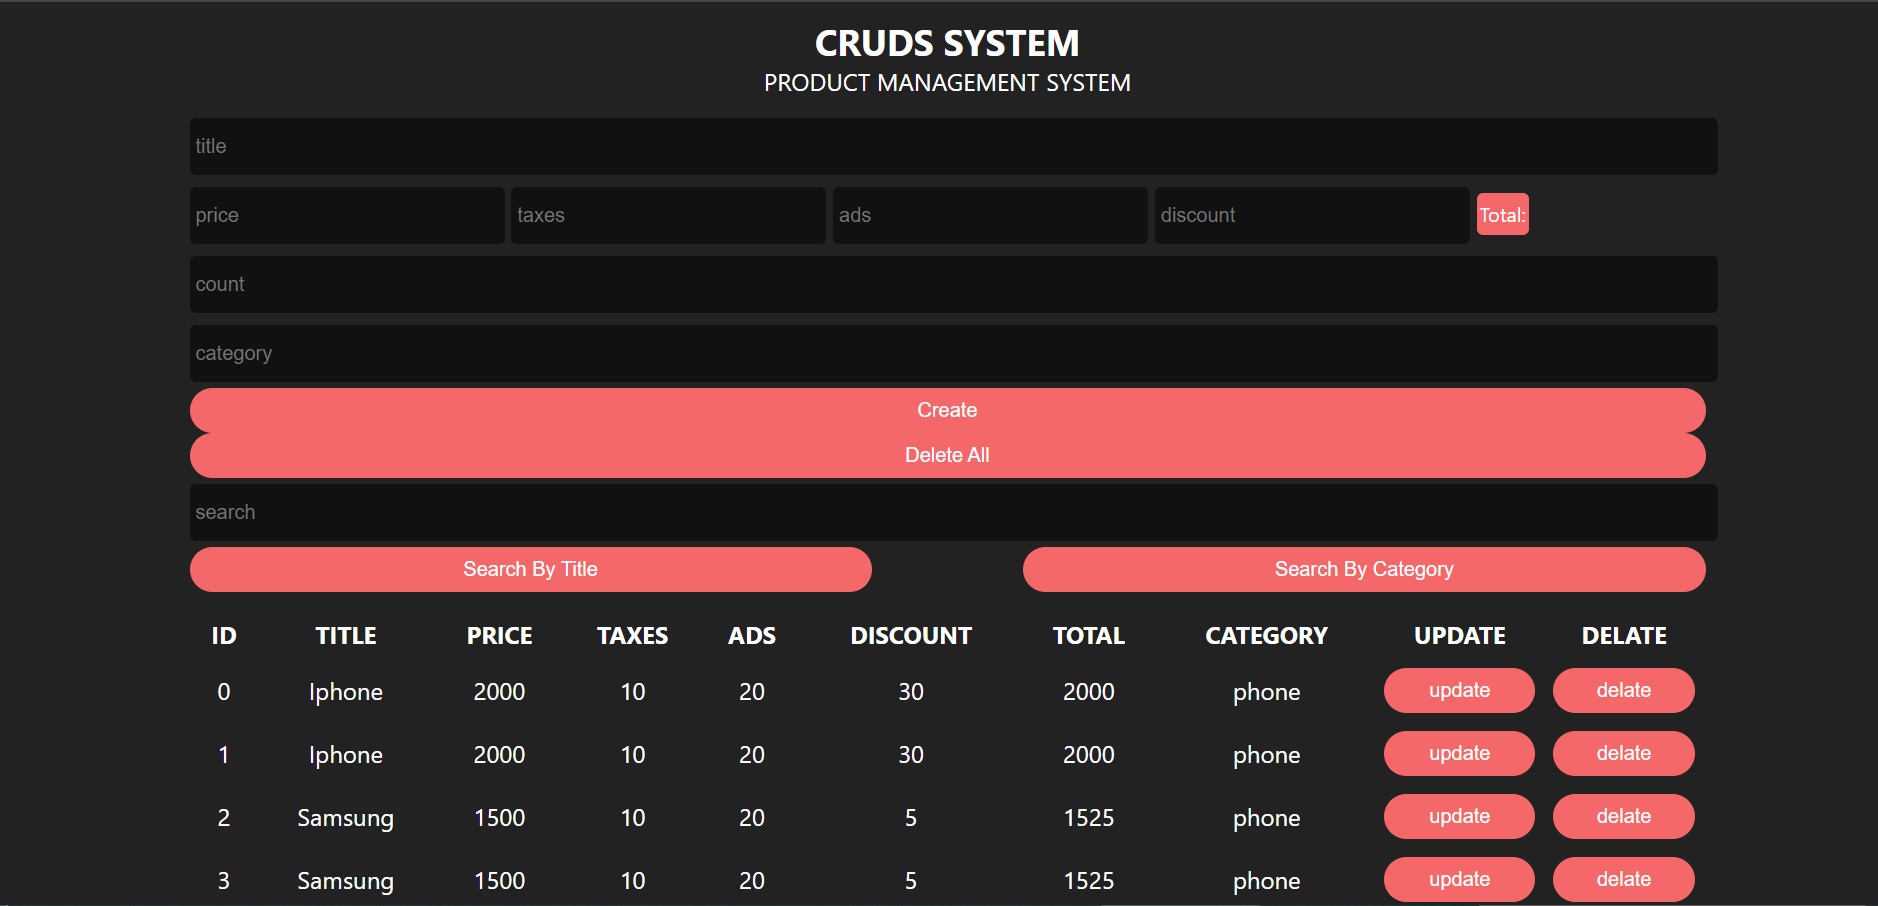 CRUDS SYSTEM
PRODUCT MANAGEMENT SYSTEM
title
price taxes ads discount Total:
count
category
Create
Delete All
search
Search By Title Search By Category
ID TITLE PRICE TAXES ADS DISCOUNT TOTAL CATEGORY UPDATE DELATE
0 Iphone 2000 10 20 30 2000 phone update delate
1 Iphone 2000 10 20 30 2000 phone update delate
2 Samsung 1500 10 20 5 1525 phone update delate
3 Samsung 1500 10 20 5 1525 phone update delate